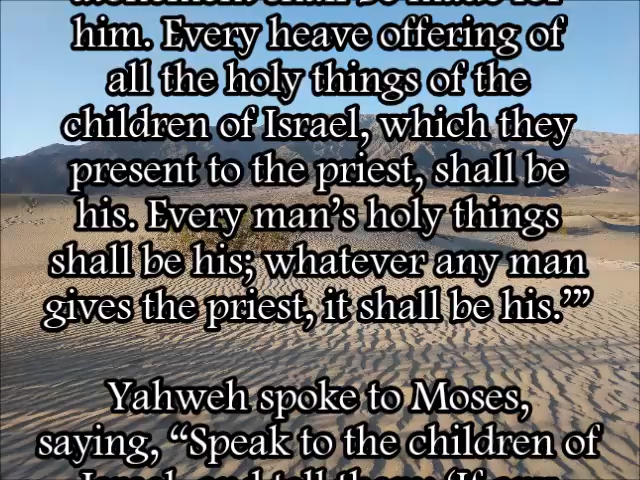 him. Every heave offering of
all the holy things of the
children of Israel, which they
present to the priest, shall be
his. Every man’s holy things
shall be his; whatever any man
gives the priest, it shall be his.’”
Yahweh spoke to Moses,
saying, “Speak to the children of